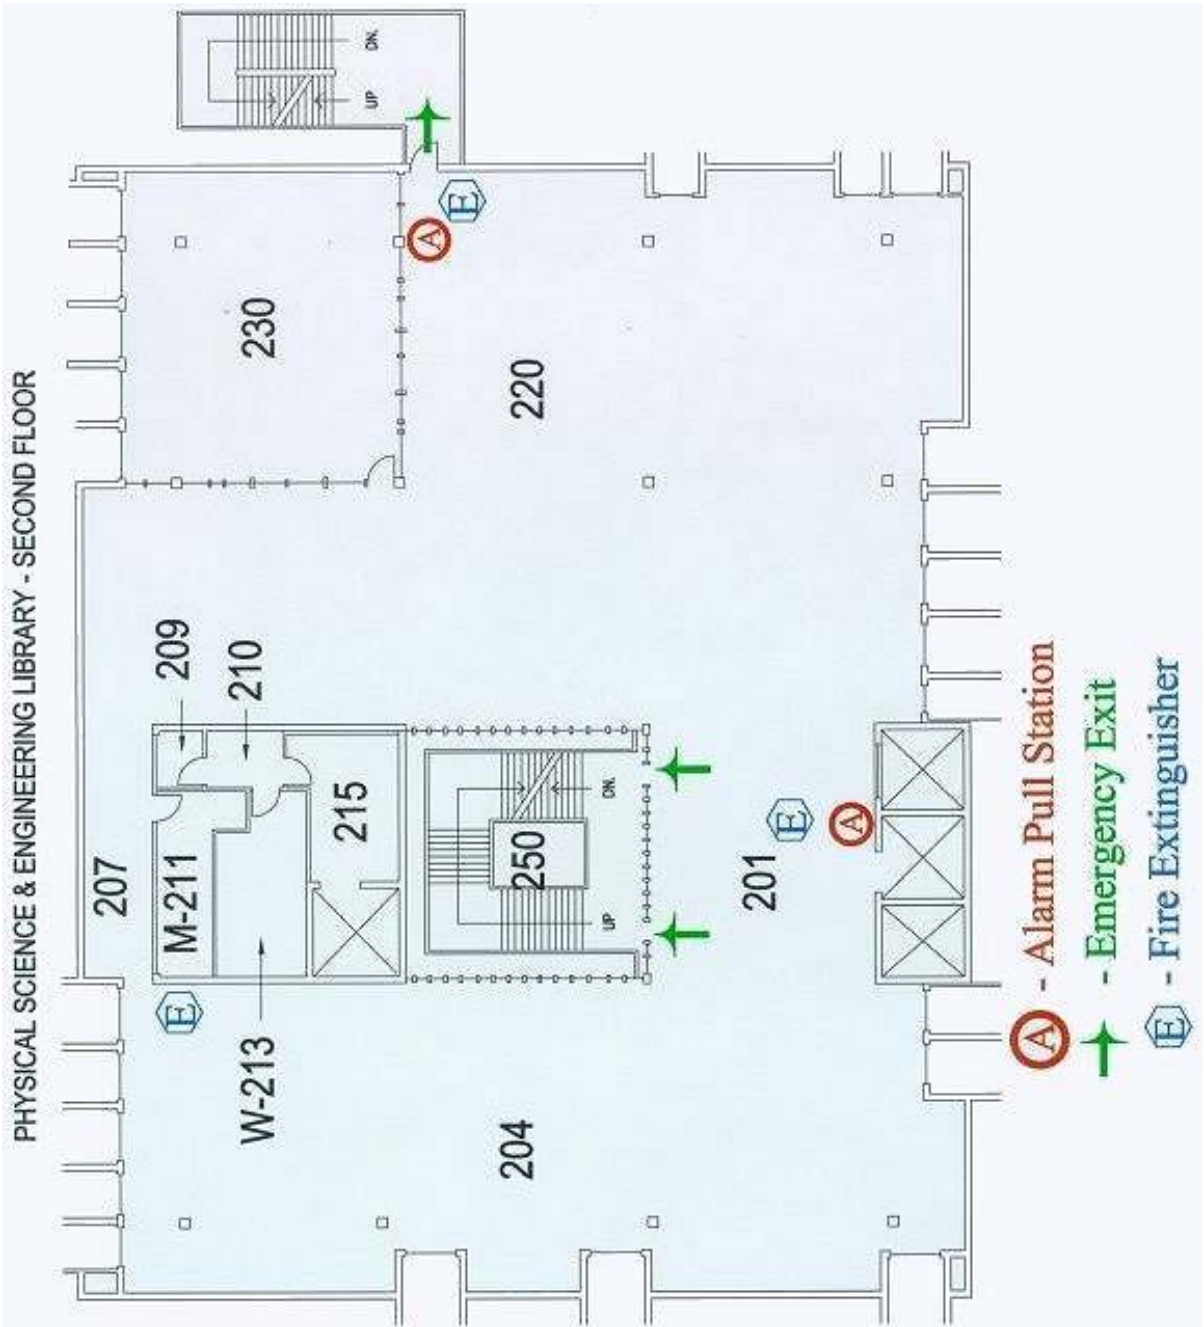 PHYSICAL SCIENCE & ENGINEERING LIBRARY - SECOND FLOOR
207
M-211
209
W-213
210
230
215
DN.
UP
E
A
E
204
250
220
UP
DN.
201
E
A
A - Alarm Pull Station
- Emergency Exit
E - Fire Extinguisher